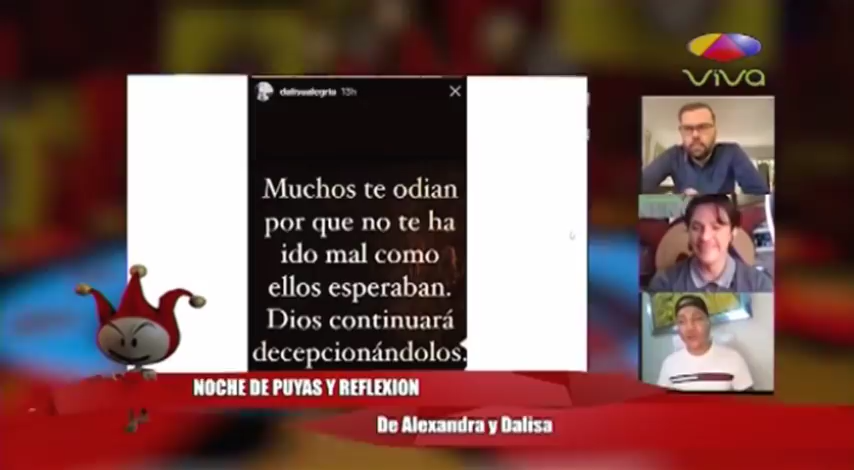 VIVA
dalisaalegria 13h
Muchos te odian
por que no te ha
ido mal como
ellos esperaban.
Dios continuará
decepcionándolos.
NOCHE DE PUYAS Y REFLEXION
De Alexandra y Dalisa